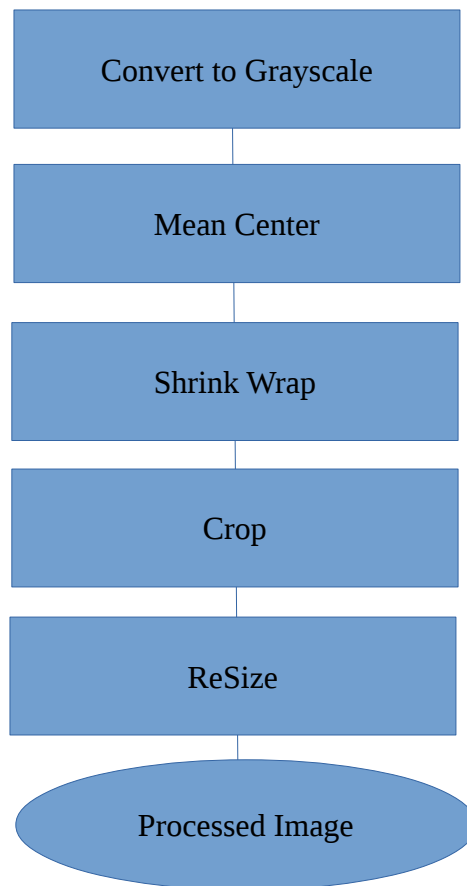 Convert to Grayscale
Mean Center
Shrink Wrap
Crop
ReSize
Processed Image